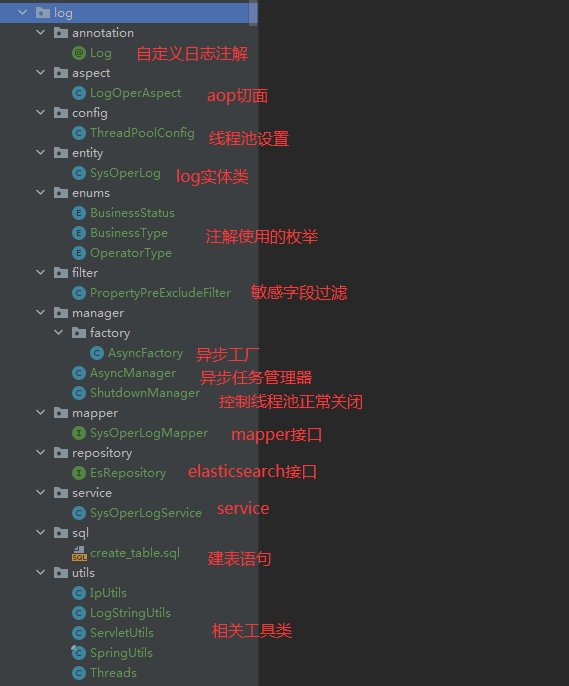 log
annotation
Log 自定义日志注解
aspect
LogOperAspect aop切面
config
ThreadPoolConfig 线程池设置
entity
SysOperLog log实体类
enums
BusinessStatus
BusinessType 注解使用的枚举
OperatorType
filter
PropertyPreExcludeFilter 敏感字段过滤
manager
factory
AsyncFactory 异步工厂
AsyncManager 异步任务管理器
ShutdownManager 控制线程池正常关闭
mapper
SysOperLogMapper mapper接口
repository
EsRepository elasticsearch接口
service
SysOperLogService service
sql
create_table.sql 建表语句
utils
IpUtils
LogStringUtils
ServletUtils 相关工具类
SpringUtils
Threads